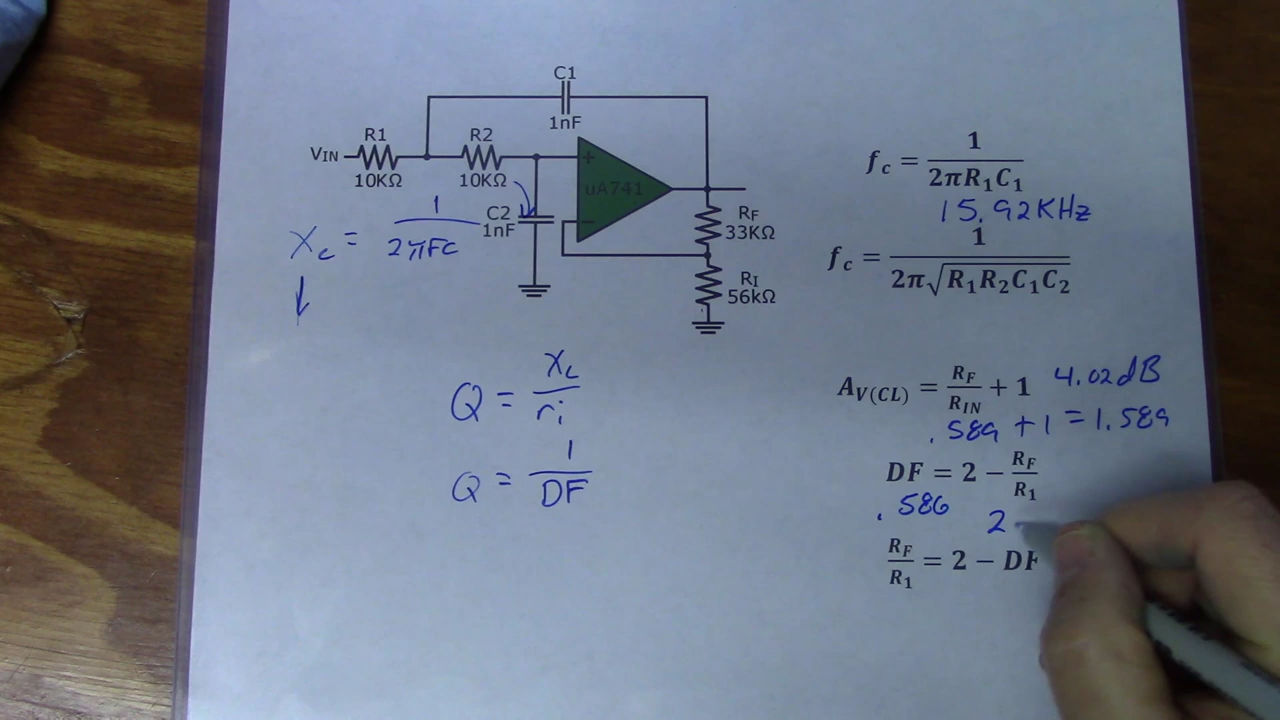 C1
1nF
R1
R2
VIN
10KΩ
10KΩ
+
uA741
−
C2
1nF
RF
33KΩ
RI
56kΩ
Xc = 1 / 2πFC
↓
Q = XL / ri
Q = 1 / DF
fc = 1 / 2πR1C1
15.92KHz
fc = 1 / 2π√R1R2C1C2
AV(CL) = RF / RIN + 1 4.02dB
.589 + 1 = 1.589
DF = 2 − RF / R1
.586 2
RF / R1 = 2 − DF